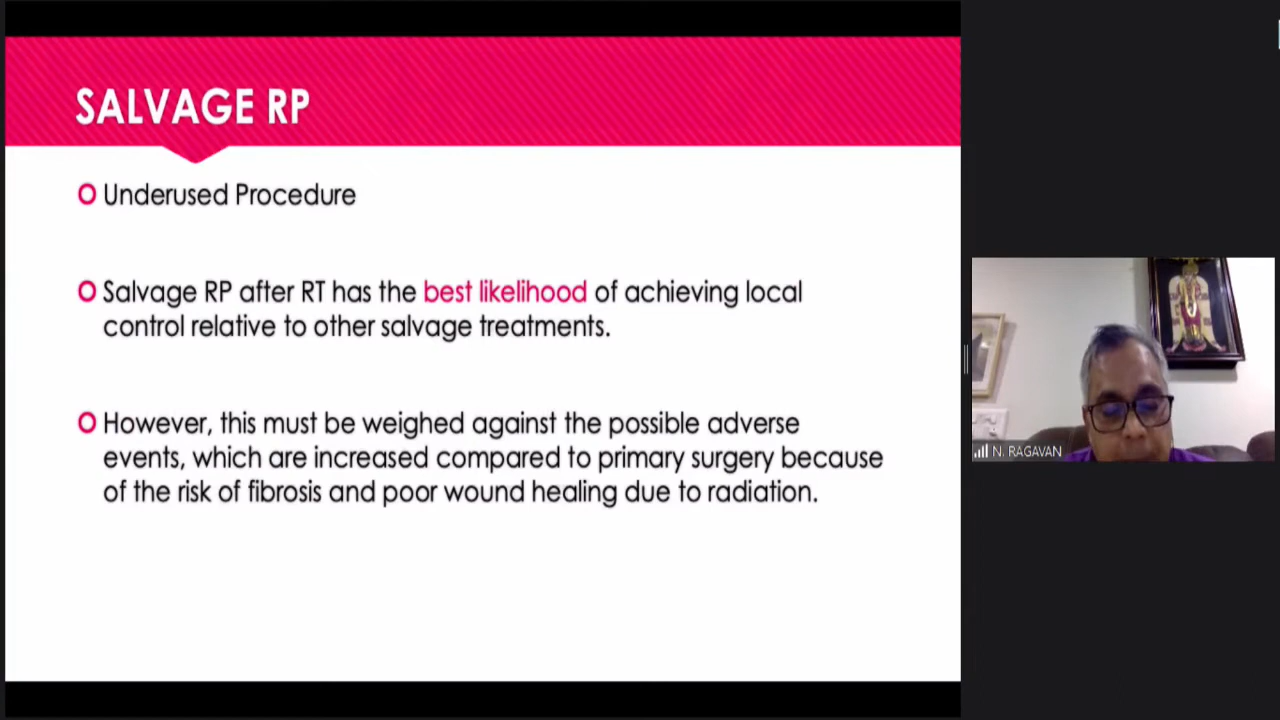 SALVAGE RP
O Underused Procedure
O Salvage RP after RT has the best likelihood of achieving local
control relative to other salvage treatments.
O However, this must be weighed against the possible adverse
events, which are increased compared to primary surgery because
of the risk of fibrosis and poor wound healing due to radiation.
N. RAGAVAN